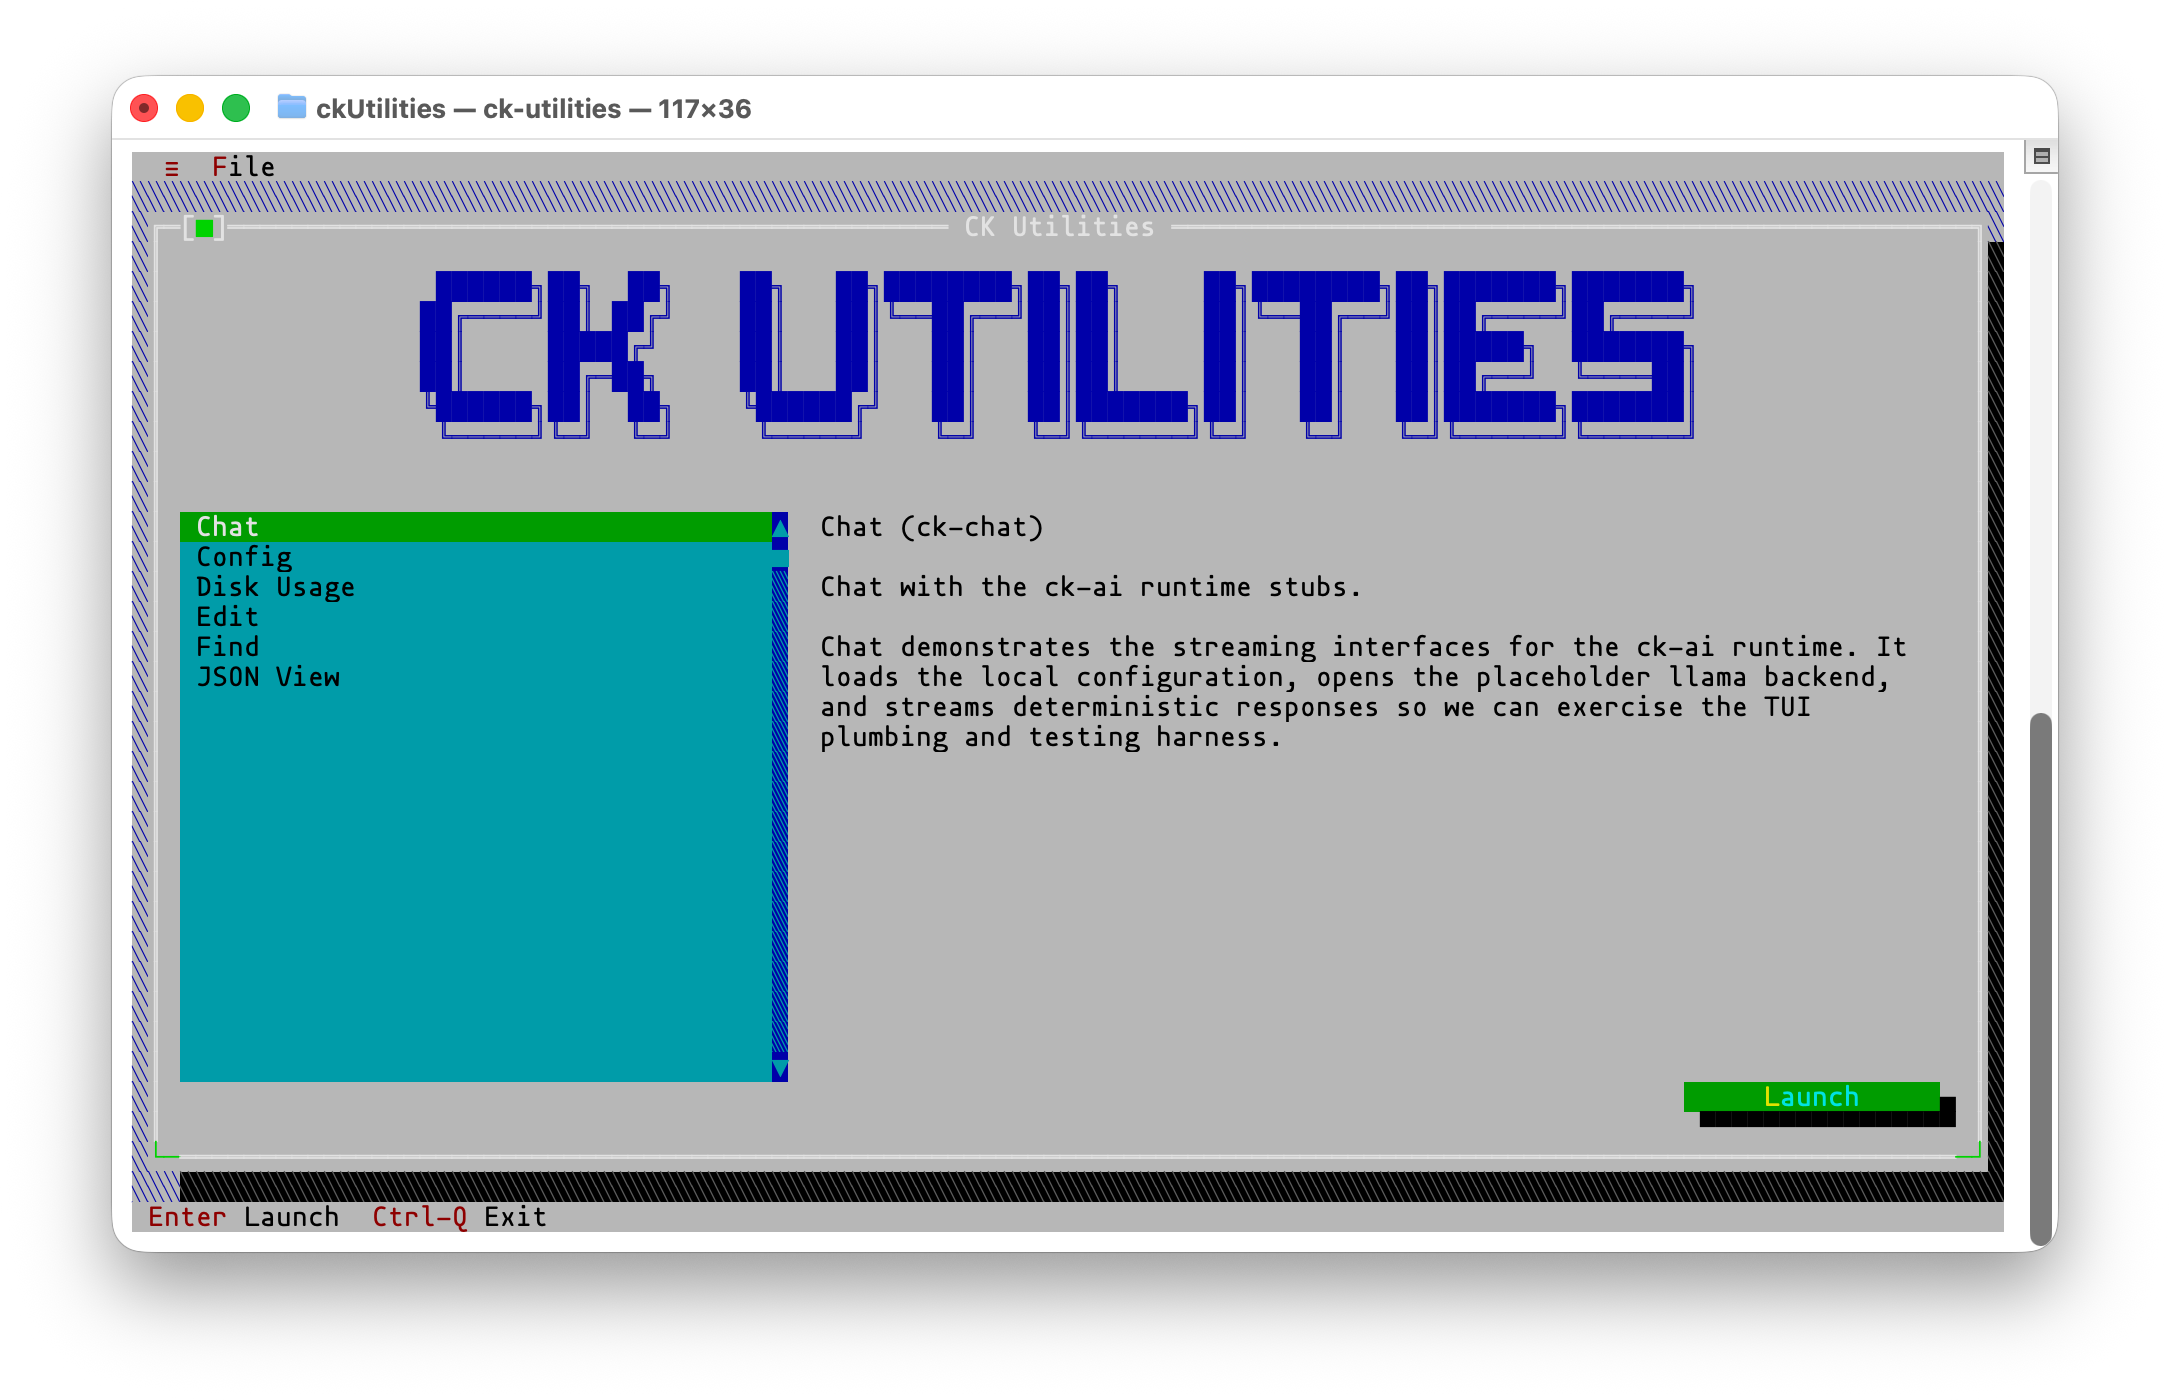 ckUtilities — ck-utilities — 117×36
≡ File
CK Utilities
CK UTILITIES
Chat
Config
Disk Usage
Edit
Find
JSON View
Chat (ck-chat)
Chat with the ck-ai runtime stubs.
Chat demonstrates the streaming interfaces for the ck-ai runtime. It
loads the local configuration, opens the placeholder llama backend,
and streams deterministic responses so we can exercise the TUI
plumbing and testing harness.
Launch
Enter Launch Ctrl-Q Exit